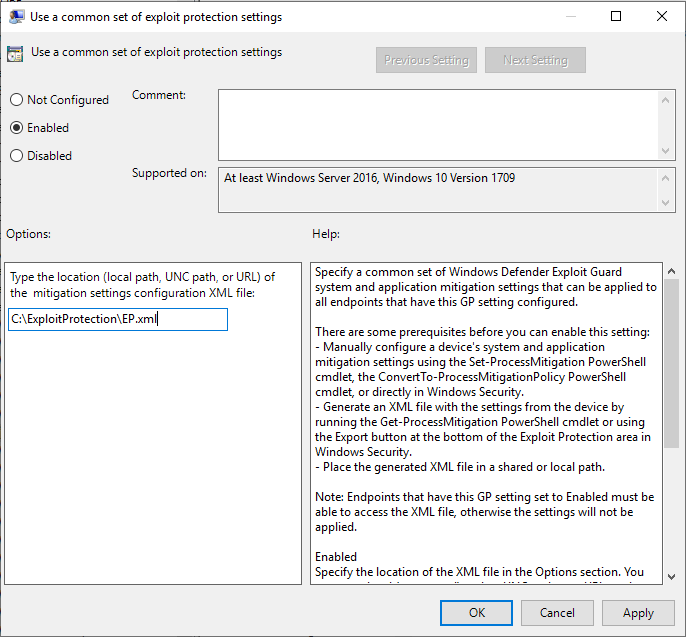 Use a common set of exploit protection settings
Use a common set of exploit protection settings
Previous Setting
Next Setting
Not Configured
Enabled
Disabled
Comment:
Supported on:
At least Windows Server 2016, Windows 10 Version 1709
Options:
Help:
Type the location (local path, UNC path, or URL) of
the mitigation settings configuration XML file:
C:\ExploitProtection\EP.xml
Specify a common set of Windows Defender Exploit Guard
system and application mitigation settings that can be applied to
all endpoints that have this GP setting configured.
There are some prerequisites before you can enable this setting:
- Manually configure a device's system and application
mitigation settings using the Set-ProcessMitigation PowerShell
cmdlet, the ConvertTo-ProcessMitigationPolicy PowerShell
cmdlet, or directly in Windows Security.
- Generate an XML file with the settings from the device by
running the Get-ProcessMitigation PowerShell cmdlet or using
the Export button at the bottom of the Exploit Protection area in
Windows Security.
- Place the generated XML file in a shared or local path.
Note: Endpoints that have this GP setting set to Enabled must be
able to access the XML file, otherwise the settings will not be
applied.
Enabled
Specify the location of the XML file in the Options section. You
OK
Cancel
Apply